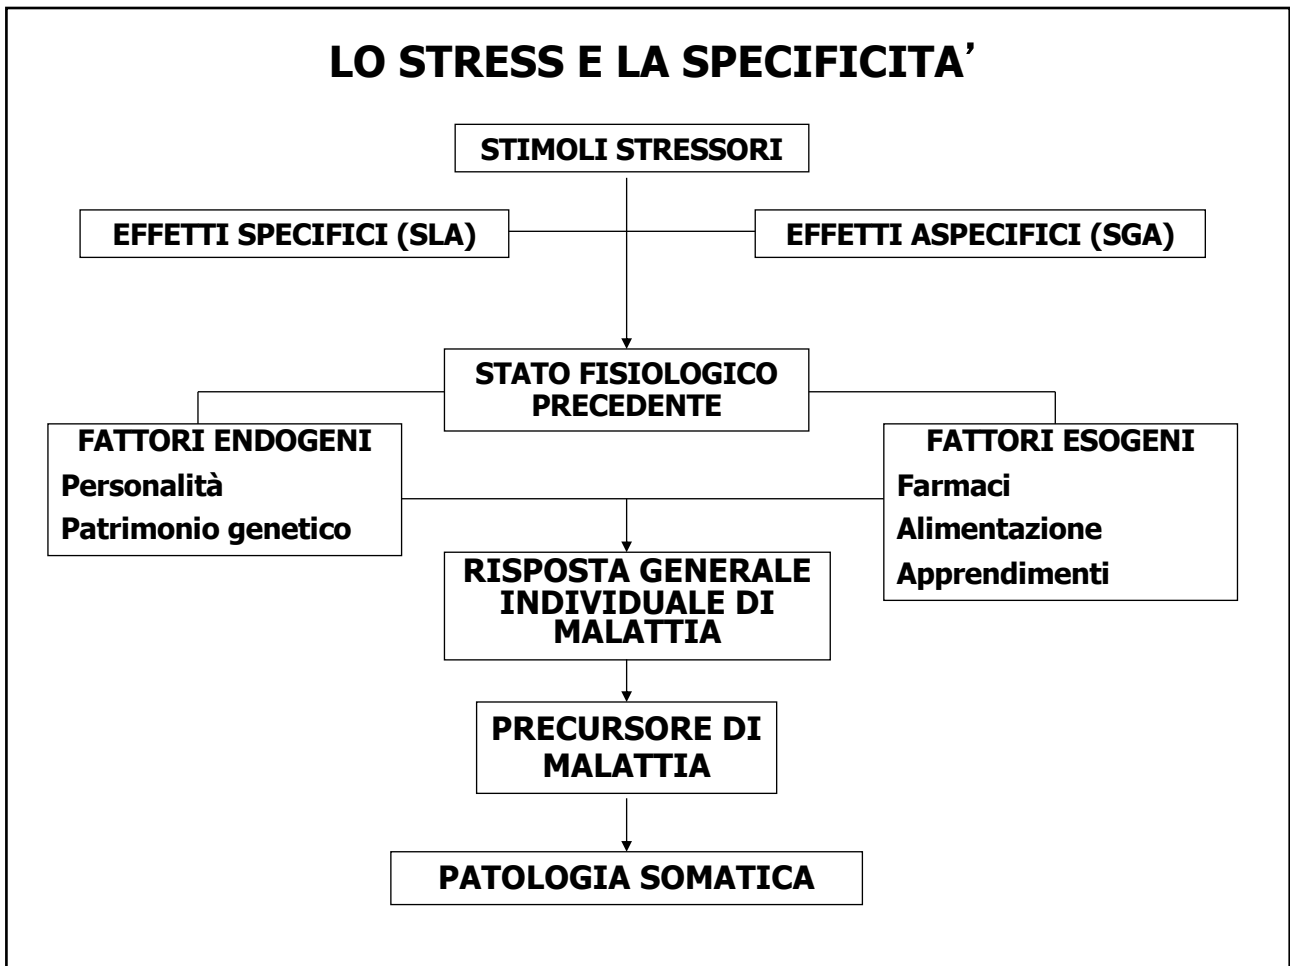 LO STRESS E LA SPECIFICITA’
STIMOLI STRESSORI
EFFETTI SPECIFICI (SLA)
EFFETTI ASPECIFICI (SGA)
STATO FISIOLOGICO
PRECEDENTE
FATTORI ENDOGENI
Personalità
Patrimonio genetico
FATTORI ESOGENI
Farmaci
Alimentazione
Apprendimenti
RISPOSTA GENERALE
INDIVIDUALE DI
MALATTIA
PRECURSORE DI
MALATTIA
PATOLOGIA SOMATICA